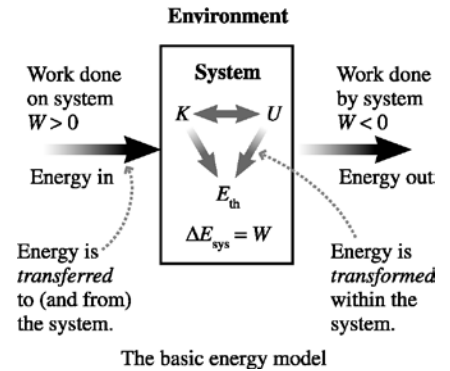 Environment
Work done
on system
W > 0
Energy in
System
K
U
E_th
ΔE_sys = W
Work done
by system
W < 0
Energy out
Energy is
transferred
to (and from)
the system.
Energy is
transformed
within the
system.
The basic energy model